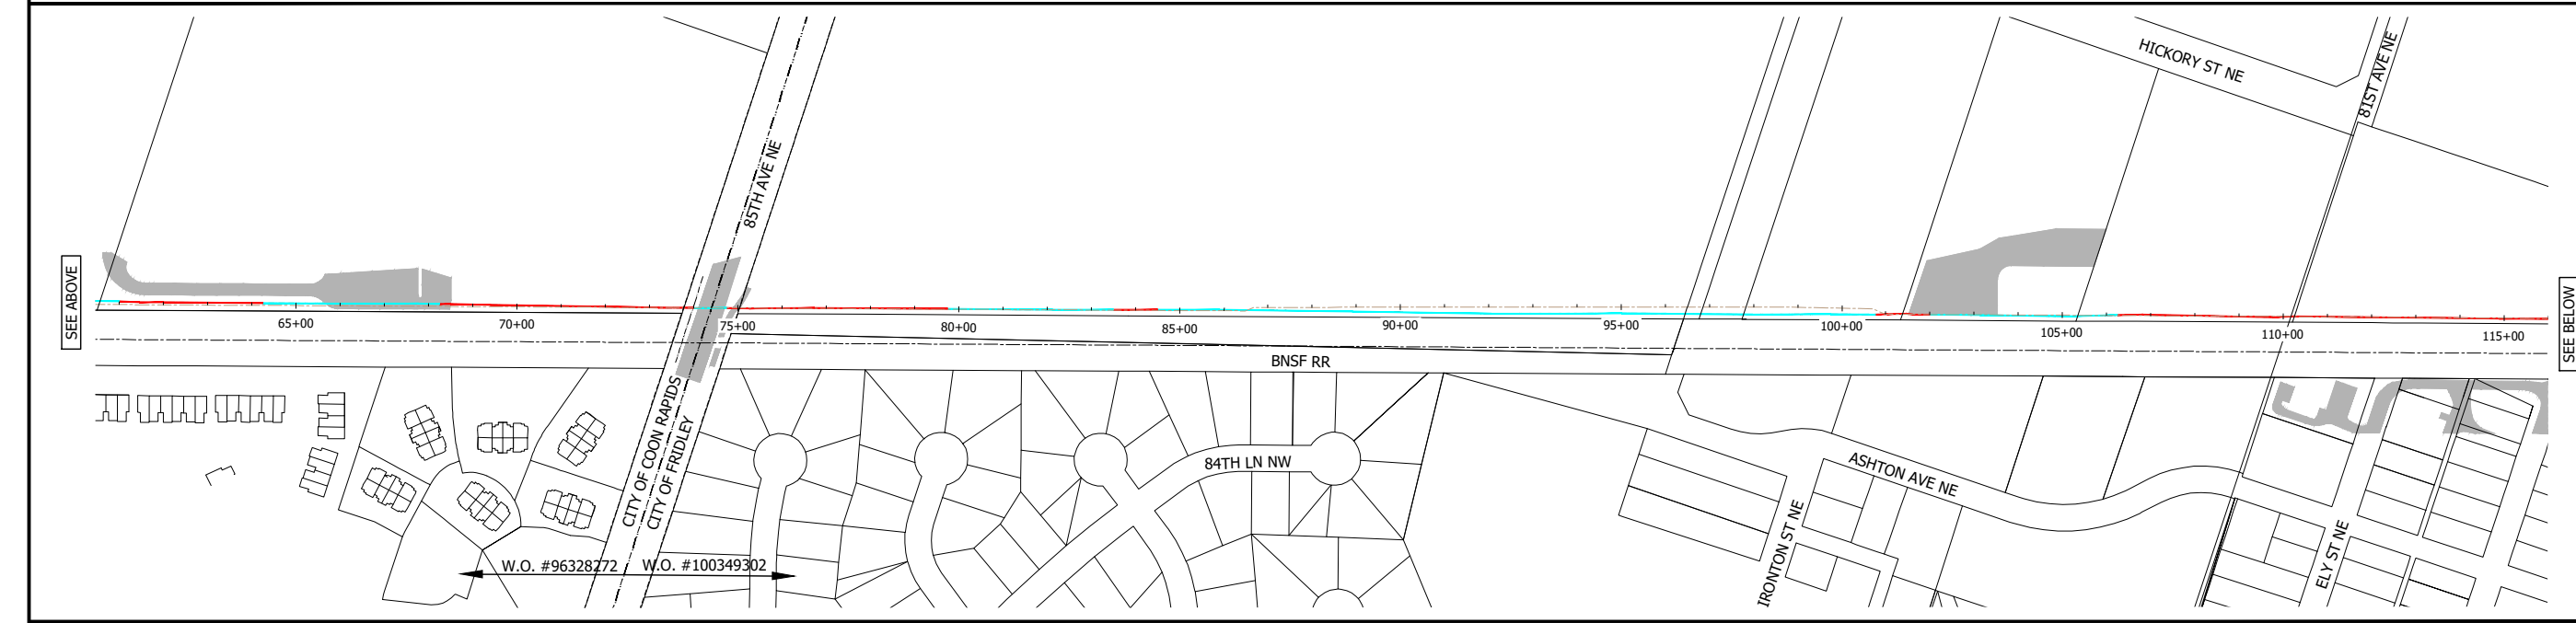 HICKORY ST NE
81ST AVE NE
85TH AVE NE
SEE ABOVE
SEE BELOW
65+00
70+00
75+00
80+00
85+00
90+00
95+00
100+00
105+00
110+00
115+00
BNSF RR
CITY OF COON RAPIDS
CITY OF FRIDLEY
84TH LN NW
ASHTON AVE NE
IRONTON ST NE
ELY ST NE
W.O. #96328272
W.O. #100349302